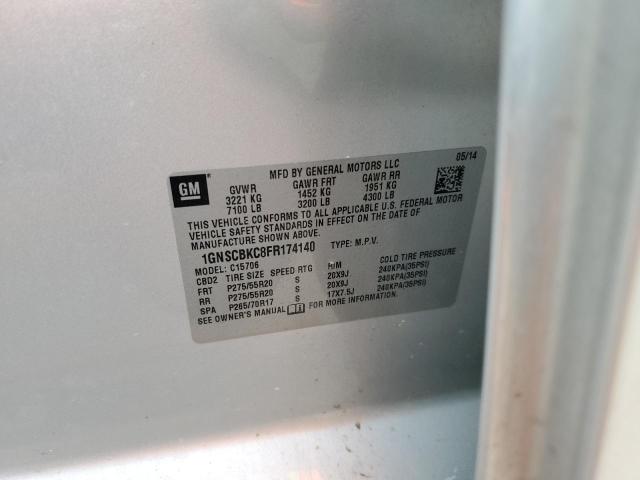 GM
MFD BY GENERAL MOTORS LLC 05/14
GVWR GAWR FRT GAWR RR
3221 KG 1452 KG 1951 KG
7100 LB 3200 LB 4300 LB
THIS VEHICLE CONFORMS TO ALL APPLICABLE U.S. FEDERAL MOTOR
VEHICLE SAFETY STANDARDS IN EFFECT ON THE DATE OF
MANUFACTURE SHOWN ABOVE.
1GNSCBKC8FR174140 TYPE: M.P.V.
MODEL: C15706
CBD2 TIRE SIZE SPEED RTG RIM COLD TIRE PRESSURE
FRT P275/55R20 S 20X9J 240KPA(35PSI)
RR P275/55R20 S 20X9J 240KPA(35PSI)
SPA P265/70R17 S 17X7.5J 240KPA(35PSI)
SEE OWNER'S MANUAL FOR MORE INFORMATION.